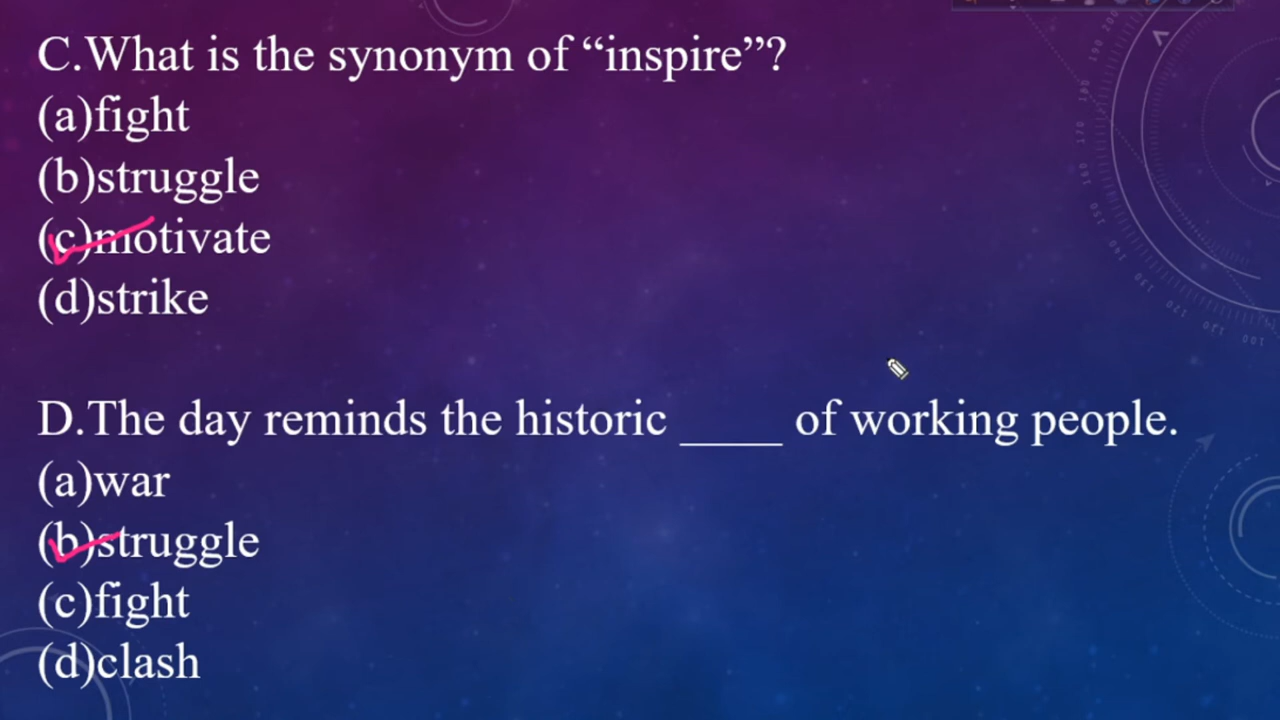 C.What is the synonym of “inspire”?
(a)fight
(b)struggle
(c)motivate
(d)strike
D.The day reminds the historic ____ of working people.
(a)war
(b)struggle
(c)fight
(d)clash